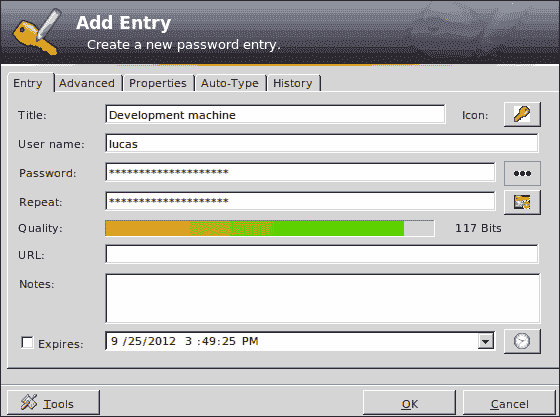 Add Entry
Create a new password entry.
Entry Advanced Properties Auto-Type History
Title: Development machine Icon:
User name: lucas
Password: ********************
Repeat: ********************
Quality: 117 Bits
URL:
Notes:
Expires: 9 /25/2012 3 :49:25 PM
Tools OK Cancel